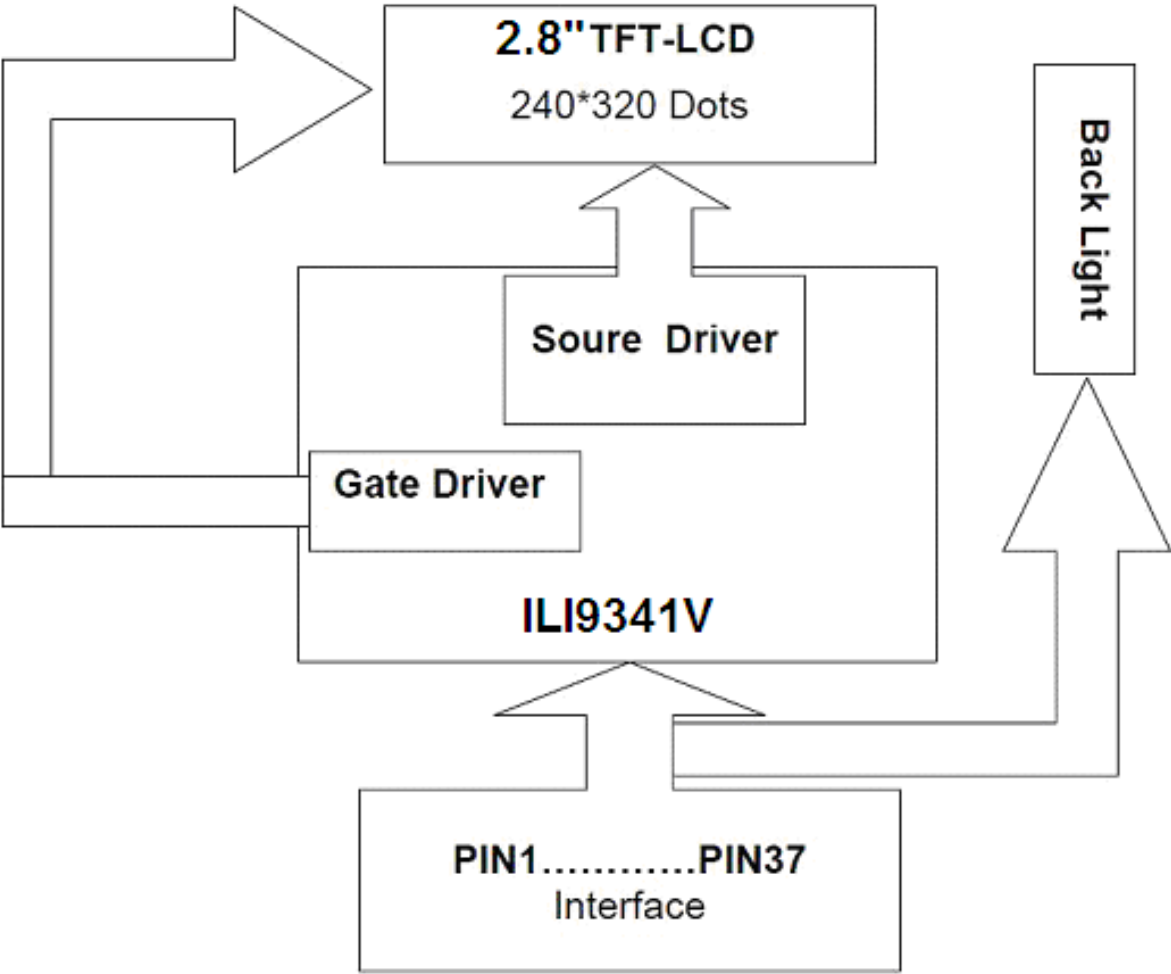 2.8" TFT-LCD
240*320 Dots
Back Light
Soure Driver
Gate Driver
ILI9341V
PIN1............PIN37
Interface